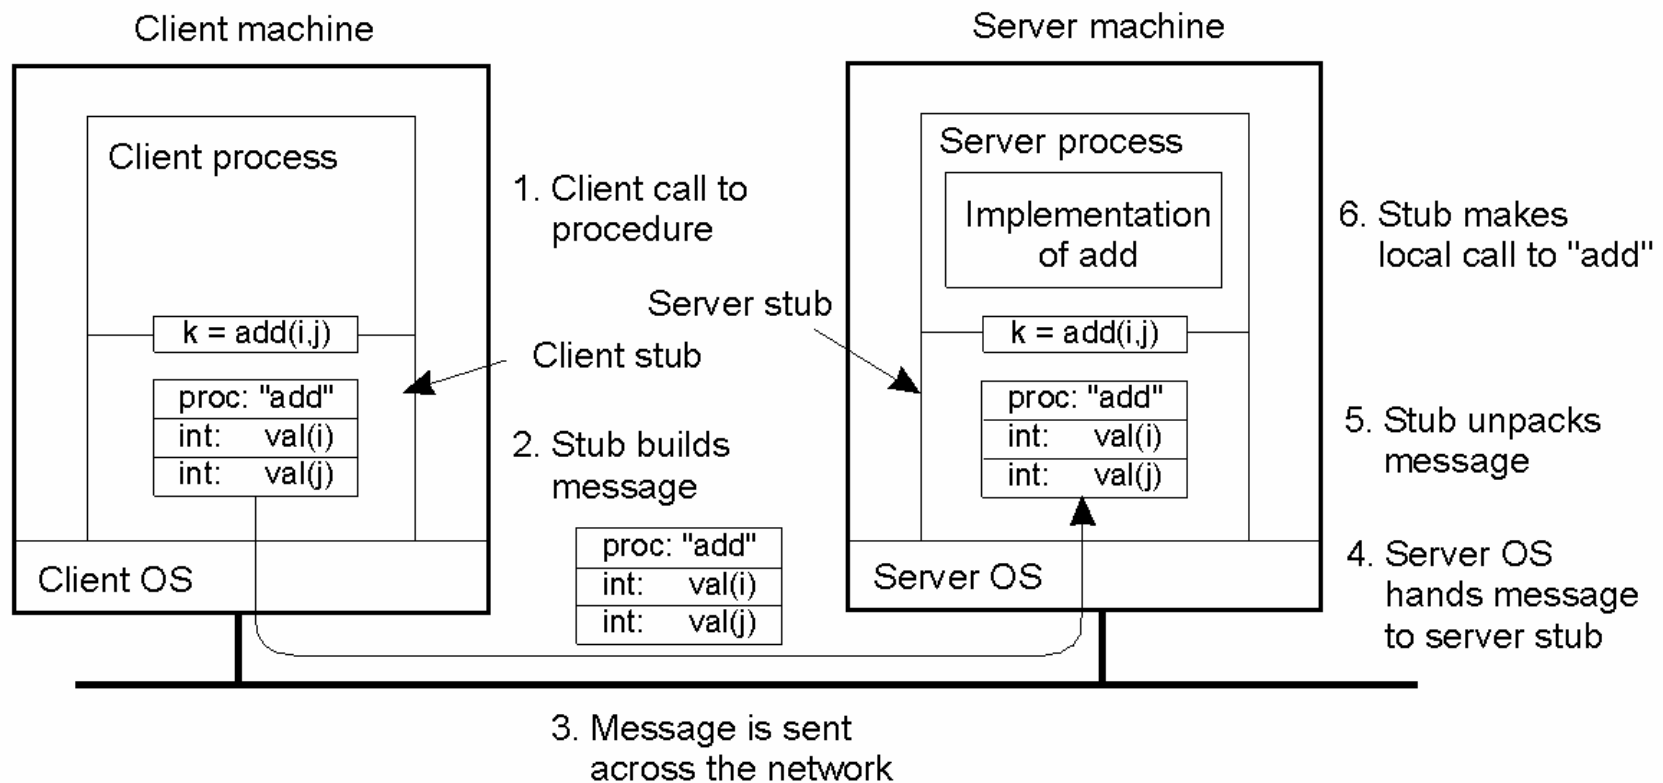 Client machine
Server machine
Client process
1. Client call to
procedure
k = add(i,j)
Client stub
proc: "add"
int: val(i)
int: val(j)
2. Stub builds
message
proc: "add"
int: val(i)
int: val(j)
Client OS
3. Message is sent
across the network
Server process
Implementation
of add
Server stub
k = add(i,j)
proc: "add"
int: val(i)
int: val(j)
Server OS
6. Stub makes
local call to "add"
5. Stub unpacks
message
4. Server OS
hands message
to server stub